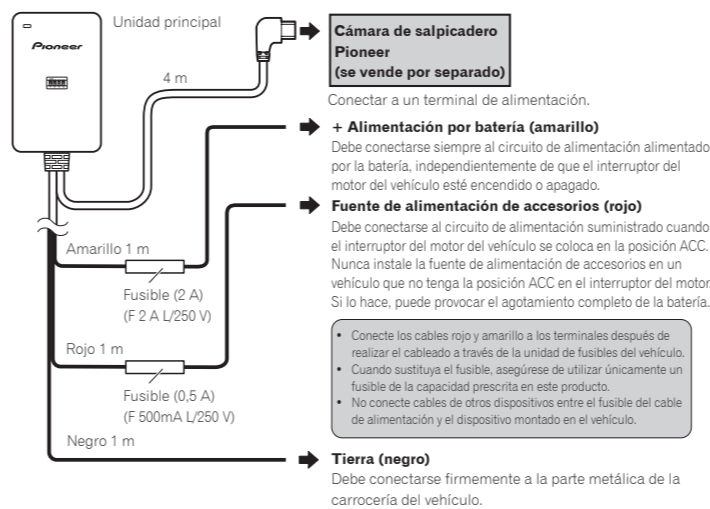 Unidad principal
Pioneer
4 m
Cámara de salpicadero
Pioneer
(se vende por separado)
Conectar a un terminal de alimentación.
+ Alimentación por batería (amarillo)
Debe conectarse siempre al circuito de alimentación alimentado
por la batería, independientemente de que el interruptor del
motor del vehículo esté encendido o apagado.
Fuente de alimentación de accesorios (rojo)
Debe conectarse al circuito de alimentación suministrado cuando
el interruptor del motor del vehículo se coloca en la posición ACC.
Nunca instale la fuente de alimentación de accesorios en un
vehículo que no tenga la posición ACC en el interruptor del motor.
Si lo hace, puede provocar el agotamiento completo de la batería.
Amarillo 1 m
Fusible (2 A)
(F 2 A L/250 V)
Rojo 1 m
Fusible (0,5 A)
(F 500mA L/250 V)
• Conecte los cables rojo y amarillo a los terminales después de
realizar el cableado a través de la unidad de fusibles del vehículo.
• Cuando sustituya el fusible, asegúrese de utilizar únicamente un
fusible de la capacidad prescrita en este producto.
• No conecte cables de otros dispositivos entre el fusible del cable
de alimentación y el dispositivo montado en el vehículo.
Negro 1 m
Tierra (negro)
Debe conectarse firmemente a la parte metálica de la
carrocería del vehículo.